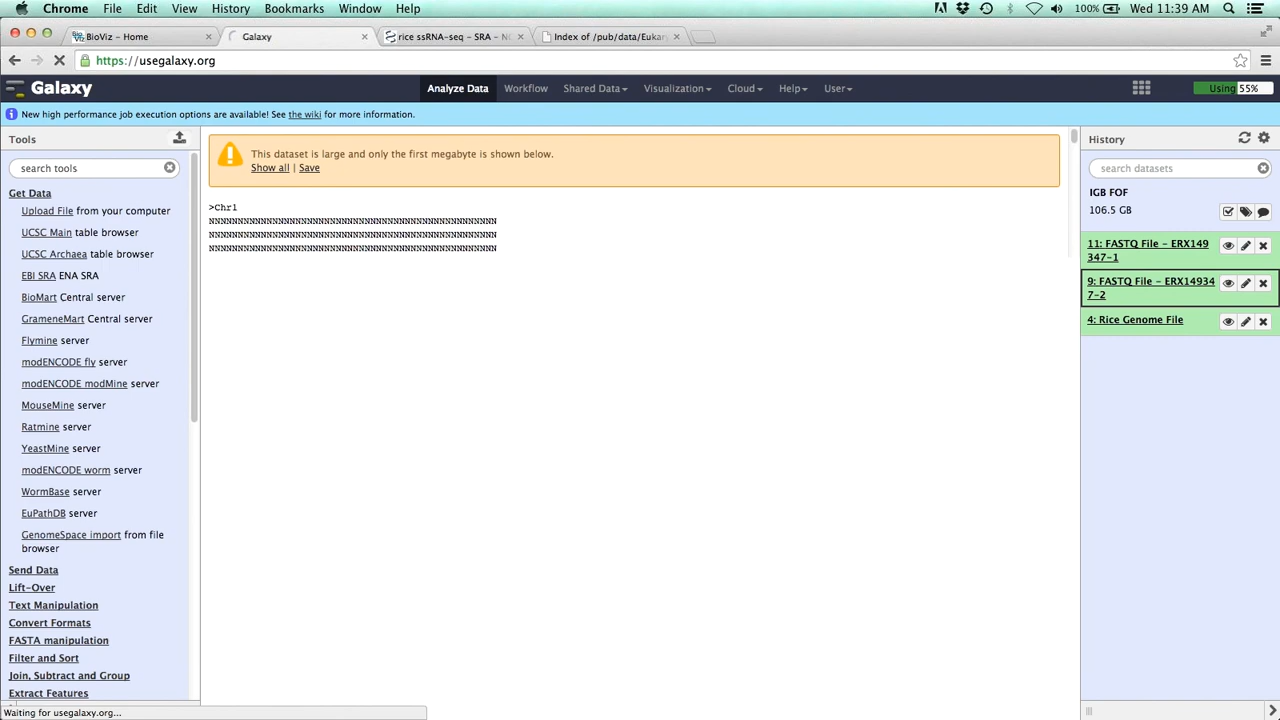 Chrome File Edit View History Bookmarks Window Help 100% Wed 11:39 AM
BioViz - Home Galaxy rice ssRNA-seq - SRA - NC Index of /pub/data/Eukar
https://usegalaxy.org
Galaxy Analyze Data Workflow Shared Data Visualization Cloud Help User Using 55%
New high performance job execution options are available! See the wiki for more information.
Tools
search tools
Get Data
Upload File from your computer
UCSC Main table browser
UCSC Archaea table browser
EBI SRA ENA SRA
BioMart Central server
GrameneMart Central server
Flymine server
modENCODE fly server
modENCODE modMine server
MouseMine server
Ratmine server
YeastMine server
modENCODE worm server
WormBase server
EuPathDB server
GenomeSpace import from file
browser
Send Data
Lift-Over
Text Manipulation
Convert Formats
FASTA manipulation
Filter and Sort
Join, Subtract and Group
Extract Features
Waiting for usegalaxy.org...
This dataset is large and only the first megabyte is shown below.
Show all | Save
>Chr1
History
search datasets
IGB FOF
106.5 GB
11: FASTQ File - ERX149
347-1
9: FASTQ File - ERX14934
7-2
4: Rice Genome File